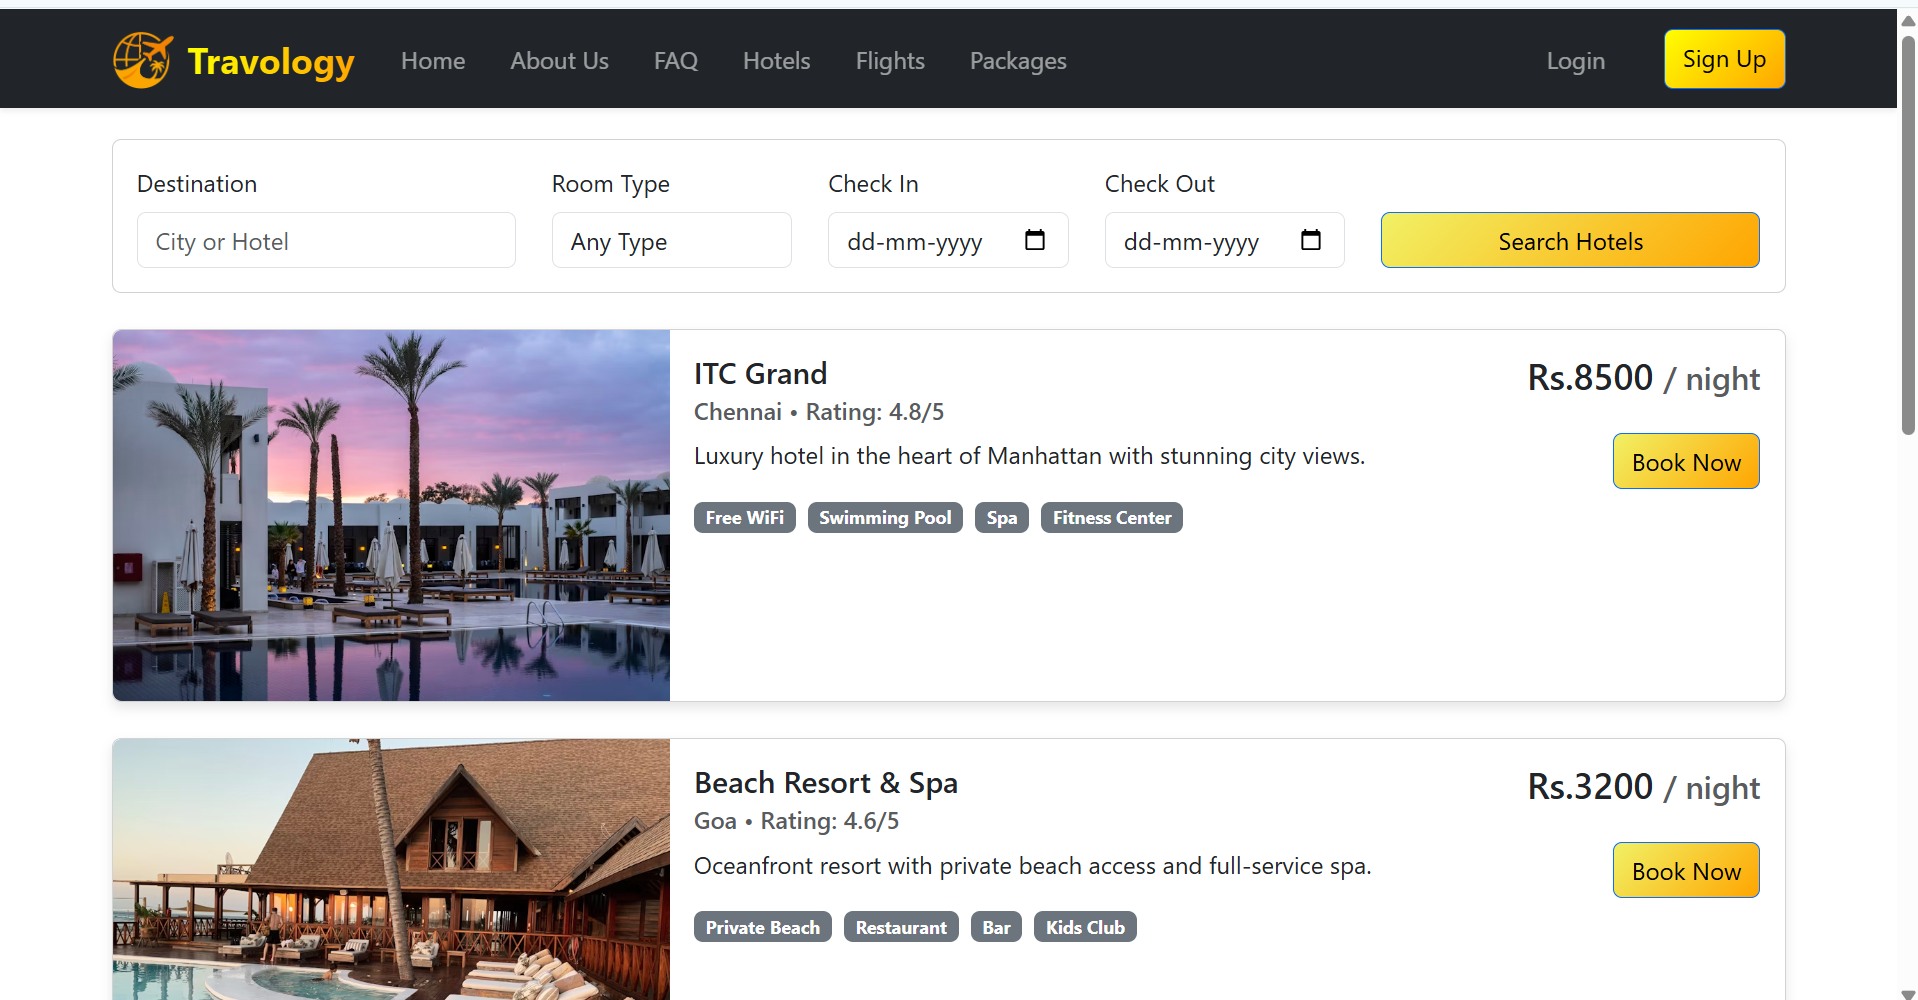 Travology Home About Us FAQ Hotels Flights Packages Login Sign Up
Destination Room Type Check In Check Out
City or Hotel Any Type dd-mm-yyyy dd-mm-yyyy Search Hotels
ITC Grand Rs.8500 / night
Chennai • Rating: 4.8/5
Luxury hotel in the heart of Manhattan with stunning city views. Book Now
Free WiFi Swimming Pool Spa Fitness Center
Beach Resort & Spa Rs.3200 / night
Goa • Rating: 4.6/5
Oceanfront resort with private beach access and full-service spa. Book Now
Private Beach Restaurant Bar Kids Club